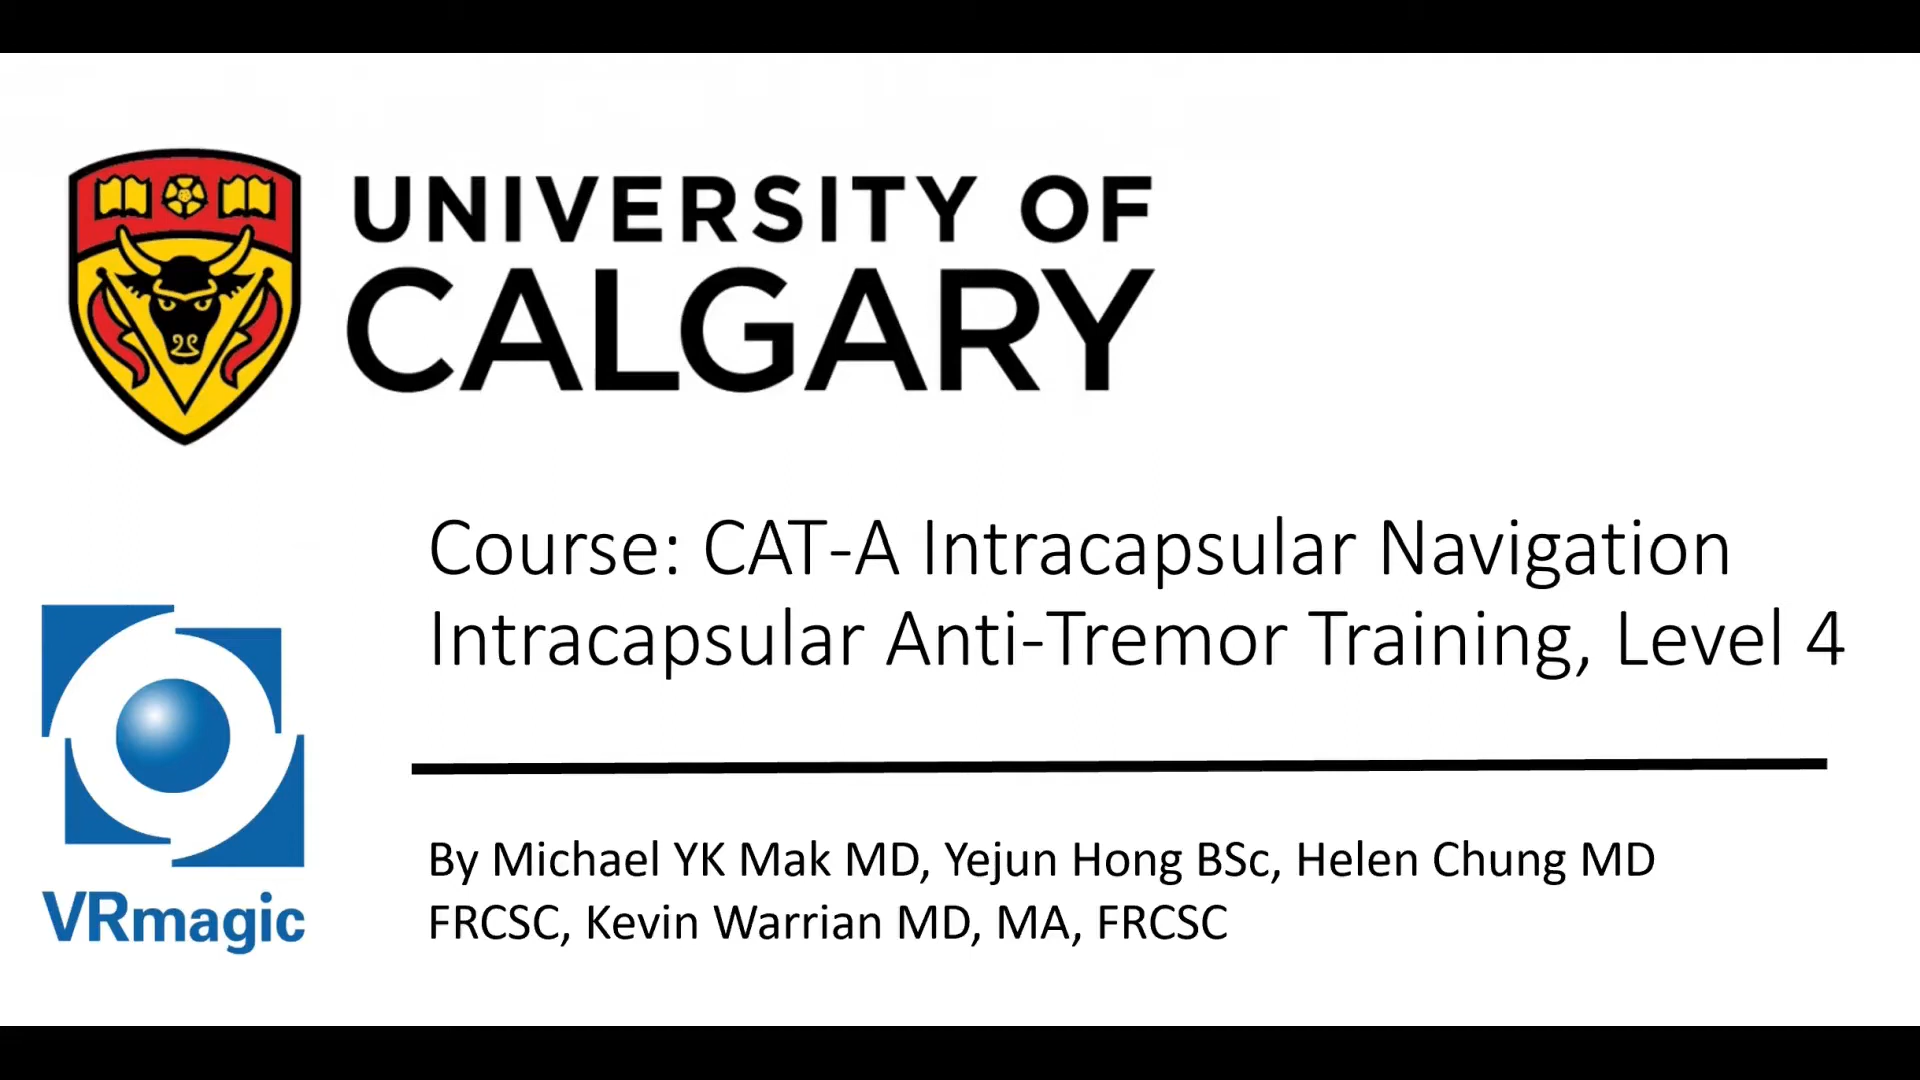 UNIVERSITY OF
CALGARY
Course: CAT-A Intracapsular Navigation
Intracapsular Anti-Tremor Training, Level 4
VRmagic
By Michael YK Mak MD, Yejun Hong BSc, Helen Chung MD
FRCSC, Kevin Warrian MD, MA, FRCSC